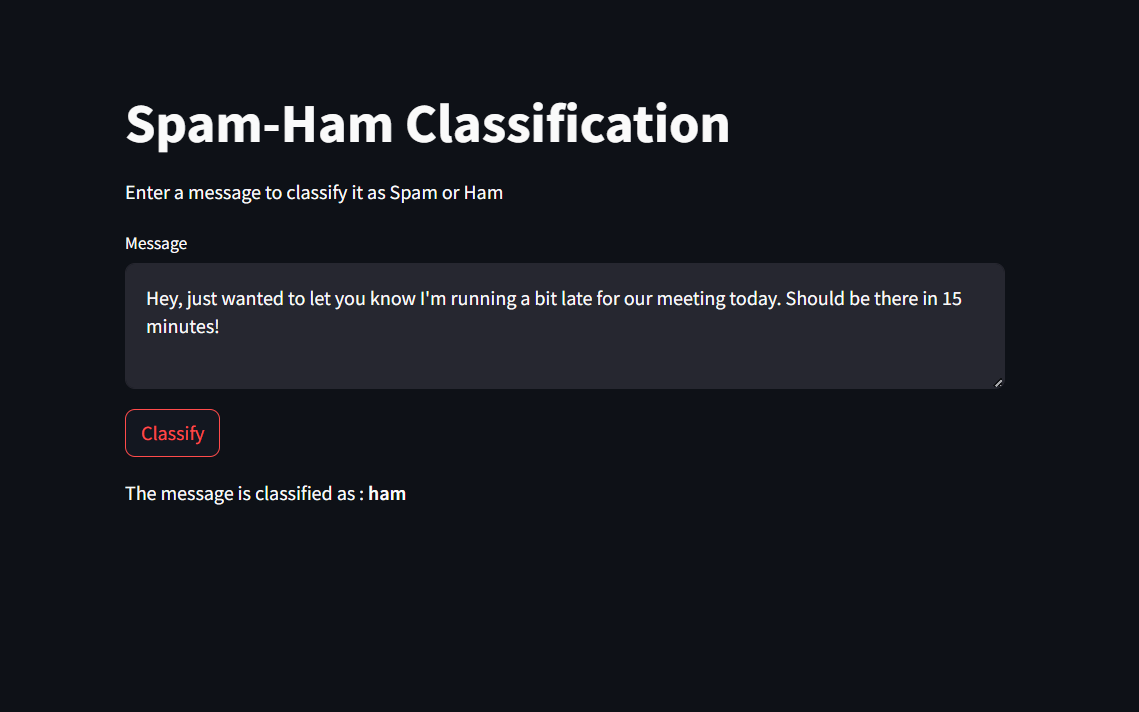 Spam-Ham Classification
Enter a message to classify it as Spam or Ham
Message
Hey, just wanted to let you know I'm running a bit late for our meeting today. Should be there in 15
minutes!
Classify
The message is classified as : ham